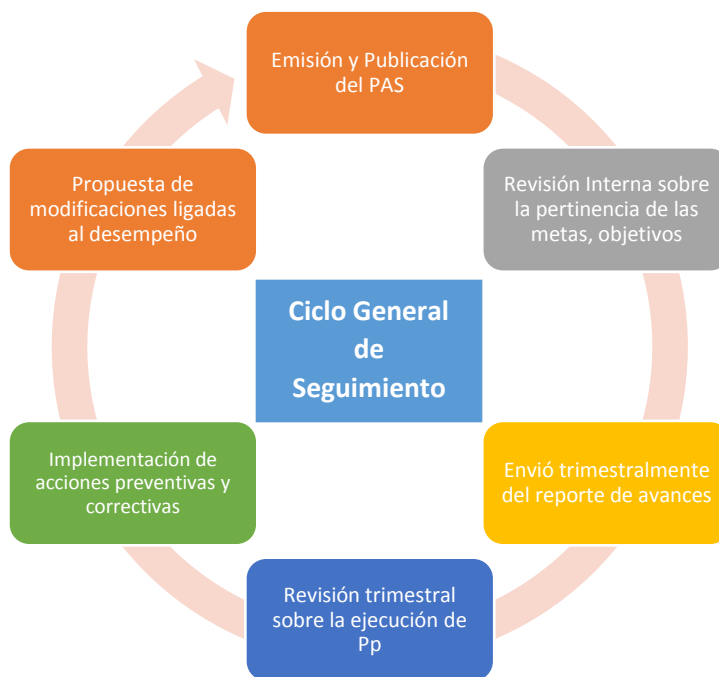 Emisión y Publicación
del PAS
Revisión Interna sobre
la pertinencia de las
metas, objetivos
Envió trimestralmente
del reporte de avances
Revisión trimestral
sobre la ejecución de
Pp
Implementación de
acciones preventivas y
correctivas
Propuesta de
modificaciones ligadas
al desempeño
Ciclo General
de
Seguimiento